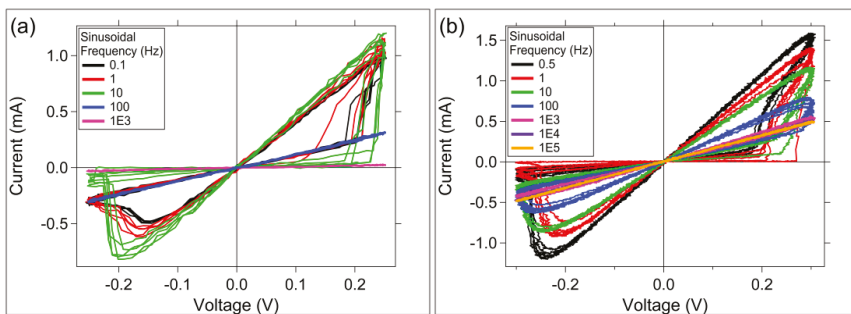 (a)
Sinusoidal
Frequency (Hz)
0.1
1
10
100
1E3
1.0
0.5
0.0
-0.5
Current (mA)
-0.2
-0.1
0.0
0.1
0.2
Voltage (V)
(b)
Sinusoidal
Frequency (Hz)
0.5
1
10
100
1E3
1E4
1E5
1.5
1.0
0.5
0.0
-0.5
-1.0
Current (mA)
-0.2
0.0
0.2
Voltage (V)